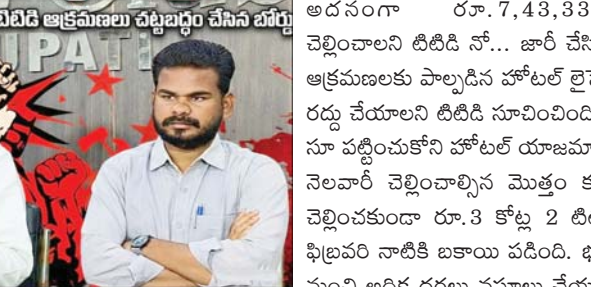 టిటిడి ఆక్రమణలు చట్టబద్ధం చేసిన బోర్డు
UPATI
అదనంగా రూ.7,43,33
చెల్లించాలని టిటిడి నో... జారీ చేసి
ఆక్రమణలకు పాల్పడిన హోటల్ లైసె
రద్దు చేయాలని టిటిడి సూచించింది
సూ పట్టించుకోని హోటల్ యాజమా
నెలవారీ చెల్లించాల్సిన మొత్తం క
చెల్లించకుండా రూ.3 కోట్ల 2 టిల
ఫిబ్రవరి నాటికి బకాయి పడింది. భ